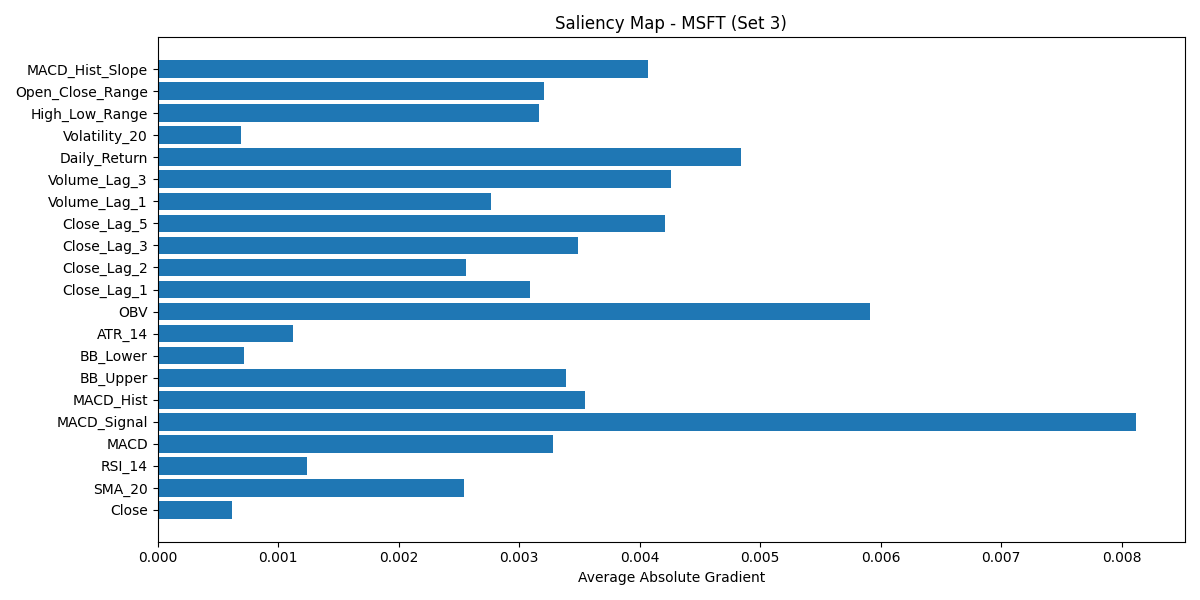 Saliency Map - MSFT (Set 3)
MACD_Hist_Slope
Open_Close_Range
High_Low_Range
Volatility_20
Daily_Return
Volume_Lag_3
Volume_Lag_1
Close_Lag_5
Close_Lag_3
Close_Lag_2
Close_Lag_1
OBV
ATR_14
BB_Lower
BB_Upper
MACD_Hist
MACD_Signal
MACD
RSI_14
SMA_20
Close
0.000 0.001 0.002 0.003 0.004 0.005 0.006 0.007 0.008
Average Absolute Gradient